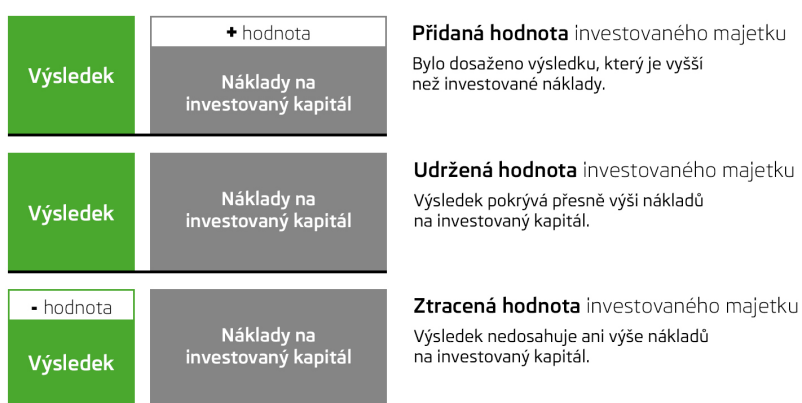 Výsledek
+ hodnota
Náklady na
investovaný kapitál
Přidaná hodnota investovaného majetku
Bylo dosaženo výsledku, který je vyšší
než investované náklady.
Výsledek
Náklady na
investovaný kapitál
Udržená hodnota investovaného majetku
Výsledek pokrývá přesně výši nákladů
na investovaný kapitál.
- hodnota
Výsledek
Náklady na
investovaný kapitál
Ztracená hodnota investovaného majetku
Výsledek nedosahuje ani výše nákladů
na investovaný kapitál.